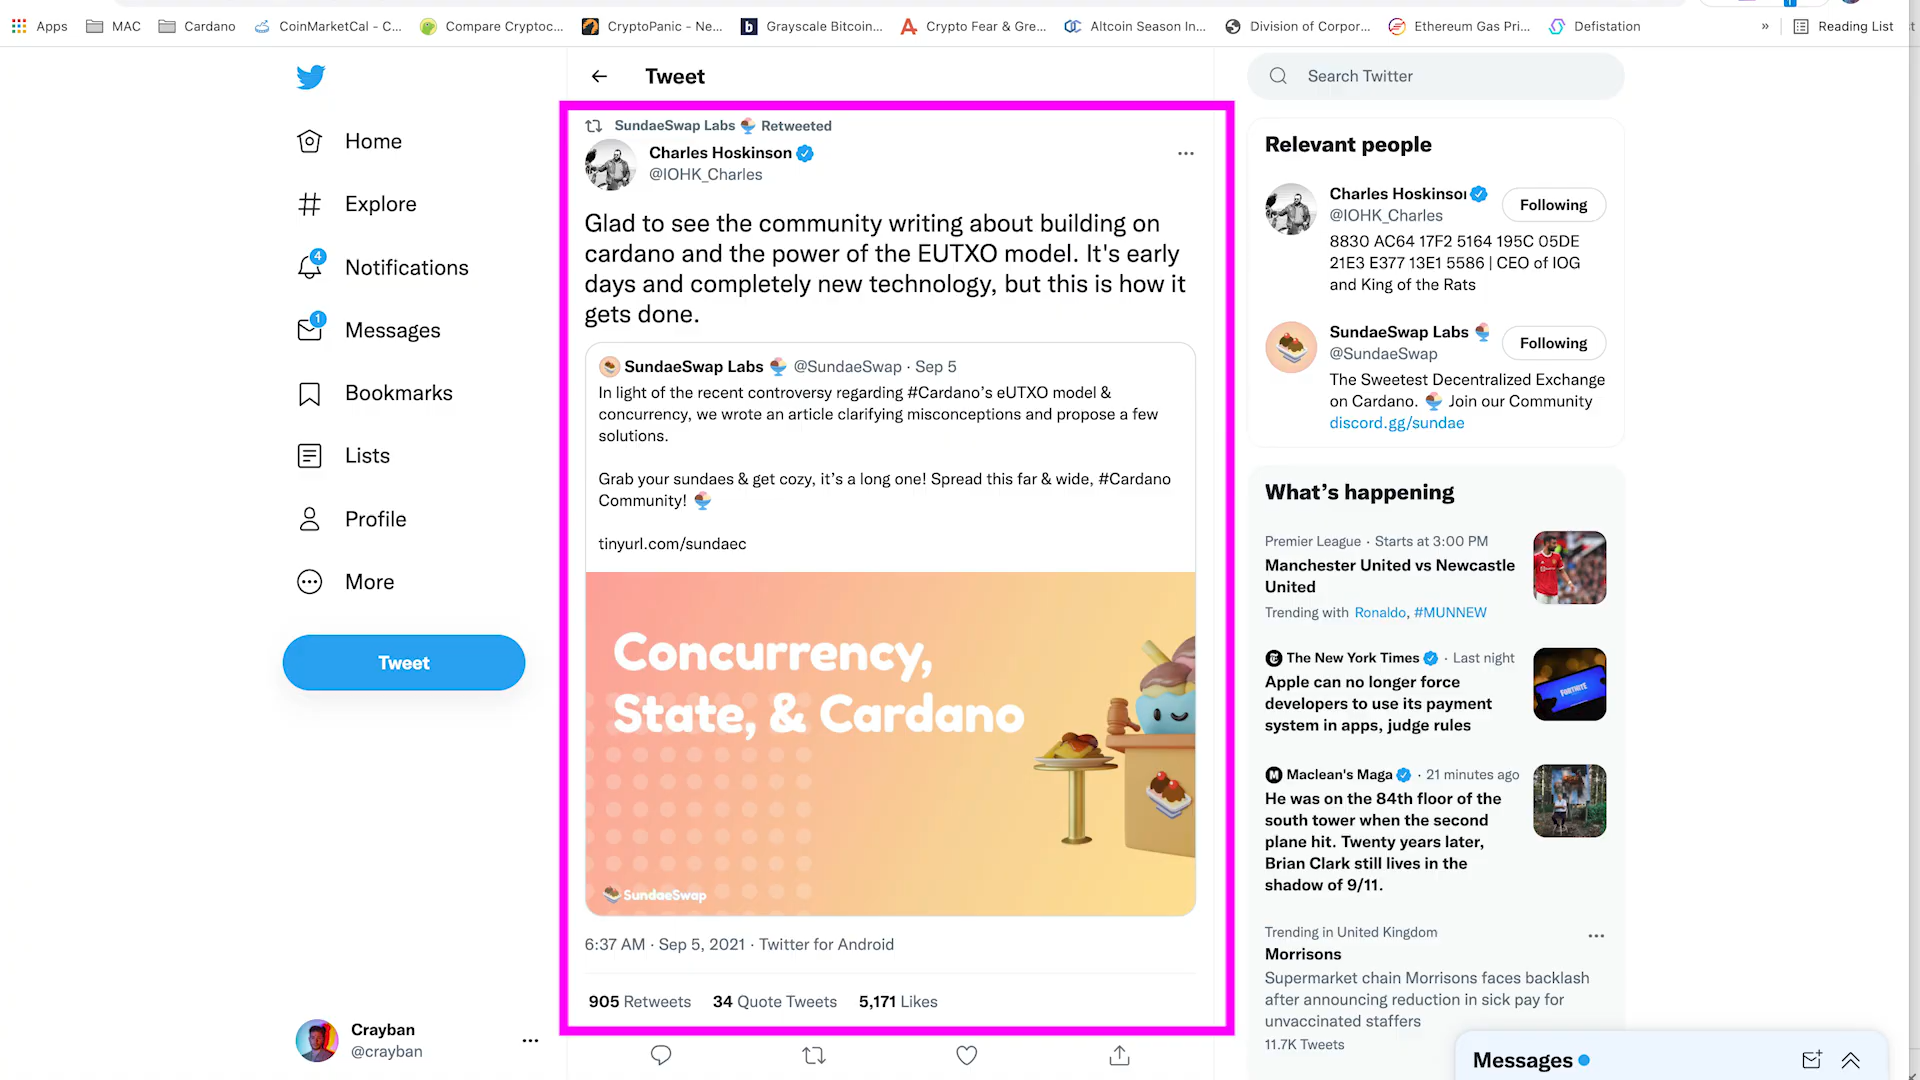 Apps
MAC
Cardano
CoinMarketCal - C...
Compare Cryptoc...
CryptoPanic - Ne...
Grayscale Bitcoin...
Crypto Fear & Gre...
Altcoin Season In...
Division of Corpor...
Ethereum Gas Pri...
Defistation
»
Reading List
Home
Explore
4
Notifications
1
Messages
Bookmarks
Lists
Profile
More
Tweet
Crayban
@crayban
Tweet
SundaeSwap Labs 🍨 Retweeted
Charles Hoskinson
@IOHK_Charles
Glad to see the community writing about building on
cardano and the power of the EUTXO model. It's early
days and completely new technology, but this is how it
gets done.
SundaeSwap Labs 🍨 @SundaeSwap · Sep 5
In light of the recent controversy regarding #Cardano’s eUTXO model &
concurrency, we wrote an article clarifying misconceptions and propose a few
solutions.
Grab your sundaes & get cozy, it’s a long one! Spread this far & wide, #Cardano
Community! 🍨
tinyurl.com/sundaec
Concurrency,
State, & Cardano
SundaeSwap
6:37 AM · Sep 5, 2021 · Twitter for Android
905 Retweets 34 Quote Tweets 5,171 Likes
Search Twitter
Relevant people
Charles Hoskinso
@IOHK_Charles
Following
8830 AC64 17F2 5164 195C 05DE
21E3 E377 13E1 5586 | CEO of IOG
and King of the Rats
SundaeSwap Labs 🍨
@SundaeSwap
Following
The Sweetest Decentralized Exchange
on Cardano. 🍨 Join our Community
discord.gg/sundae
What’s happening
Premier League · Starts at 3:00 PM
Manchester United vs Newcastle
United
Trending with Ronaldo, #MUNNEW
The New York Times · Last night
Apple can no longer force
developers to use its payment
system in apps, judge rules
FORTNITE
Maclean's Maga · 21 minutes ago
He was on the 84th floor of the
south tower when the second
plane hit. Twenty years later,
Brian Clark still lives in the
shadow of 9/11.
Trending in United Kingdom
Morrisons
Supermarket chain Morrisons faces backlash
after announcing reduction in sick pay for
unvaccinated staffers
11.7K Tweets
Messages